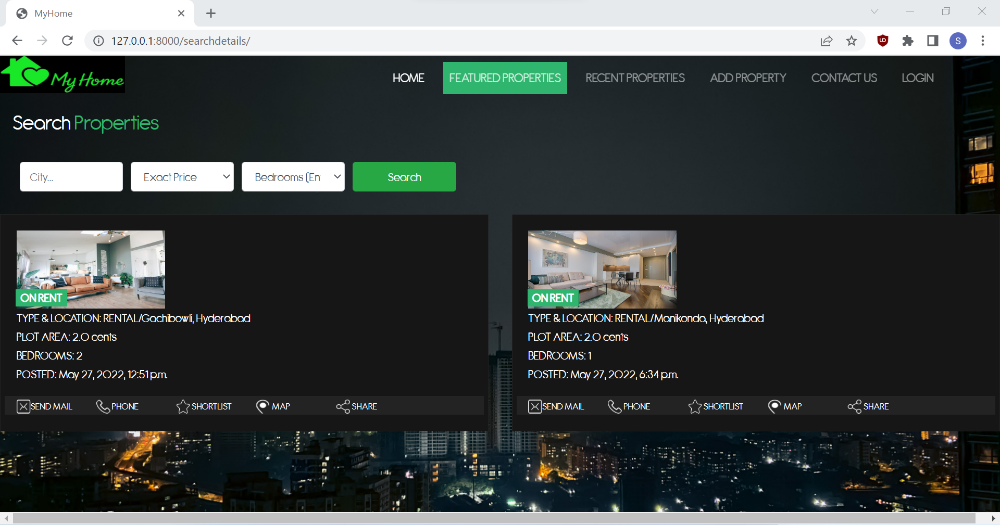 MyHome
127.0.0.1:8000/searchdetails/
S
My Home
HOME
FEATURED PROPERTIES
RECENT PROPERTIES
ADD PROPERTY
CONTACT US
LOGIN
Search Properties
City...
Exact Price
Bedrooms (En
Search
ON RENT
TYPE & LOCATION: RENTAL/Gachibowli, Hyderabad
PLOT AREA: 2.0 cents
BEDROOMS: 2
POSTED: May 27, 2022, 12:51 p.m.
SEND MAIL
PHONE
SHORTLIST
MAP
SHARE
ON RENT
TYPE & LOCATION: RENTAL/Manikonda, Hyderabad
PLOT AREA: 2.0 cents
BEDROOMS: 1
POSTED: May 27, 2022, 6:34 p.m.
SEND MAIL
PHONE
SHORTLIST
MAP
SHARE